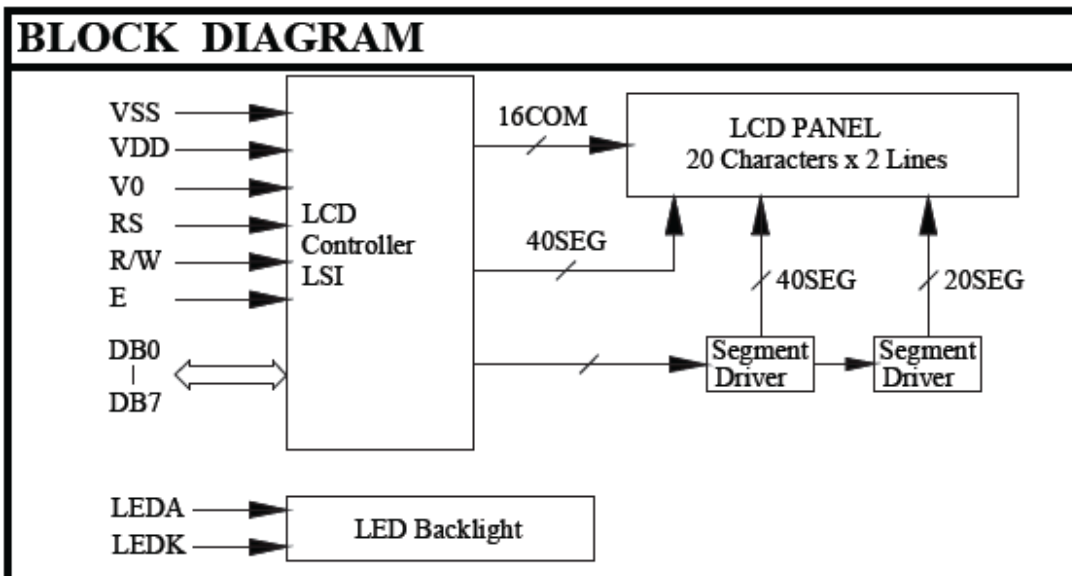 BLOCK DIAGRAM
VSS
VDD
V0
RS
R/W
E
DB0
DB7
LCD
Controller
LSI
16COM
40SEG
LCD PANEL
20 Characters x 2 Lines
40SEG
20SEG
Segment
Driver
Segment
Driver
LEDA
LEDK
LED Backlight